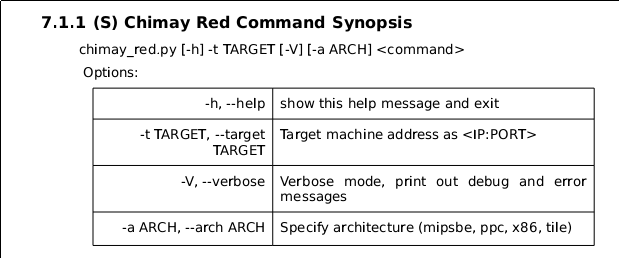 7.1.1 (S) Chimay Red Command Synopsis
chimay_red.py [-h] -t TARGET [-V] [-a ARCH] <command>
Options:
-h, --help show this help message and exit
-t TARGET, --target Target machine address as <IP:PORT>
TARGET
-V, --verbose Verbose mode, print out debug and error
messages
-a ARCH, --arch ARCH Specify architecture (mipsbe, ppc, x86, tile)